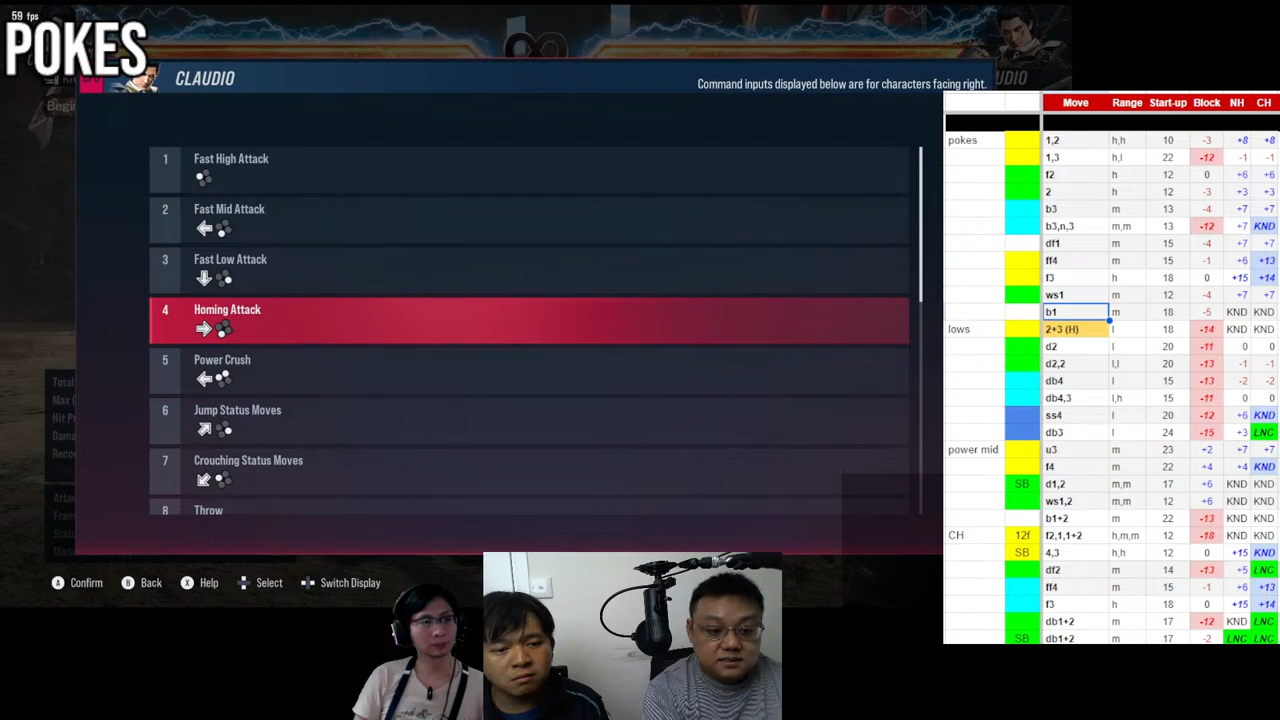 59 fps
POKES
CLAUDIO
Command inputs displayed below are for characters facing right.
1 Fast High Attack
2 Fast Mid Attack
3 Fast Low Attack
4 Homing Attack
5 Power Crush
6 Jump Status Moves
7 Crouching Status Moves
8 Throw
A Confirm B Back X Help Select Switch Display
Move Range Start-up Block NH CH
pokes 1,2 h,h 10 -3 +8 +8
1,3 h,l 22 -12 -1 -1
f2 h 12 0 +6 +6
2 h 12 -3 +3 +3
b3 m 13 -4 +7 +7
b3,n,3 m,m 13 -12 +7 KND
df1 m 15 -4 +7 +7
ff4 m 15 -1 +6 +13
f3 h 18 0 +15 +14
ws1 m 12 -4 +7 +7
b1 m 18 -5 KND KND
lows 2+3 (H) l 18 -14 KND KND
d2 l 20 -11 0 0
d2,2 l,l 20 -13 -1 -1
db4 l 15 -13 -2 -2
db4,3 l,h 15 -11 0 0
ss4 l 20 -12 +6 KND
db3 l 24 -15 +3 LNC
power mid u3 m 23 +2 +7 +7
f4 m 22 +4 +4 KND
SB d1,2 m,m 17 +6 KND KND
ws1,2 m,m 12 +6 KND KND
b1+2 m 22 -13 KND KND
CH 12f f2,1,1+2 h,m,m 12 -18 KND KND
SB 4,3 h,h 12 0 +15 KND
df2 m 14 -13 +5 LNC
ff4 m 15 -1 +6 +13
f3 h 18 0 +15 +14
db1+2 m 17 -12 KND LNC
SB db1+2 m 17 -2 LNC LNC